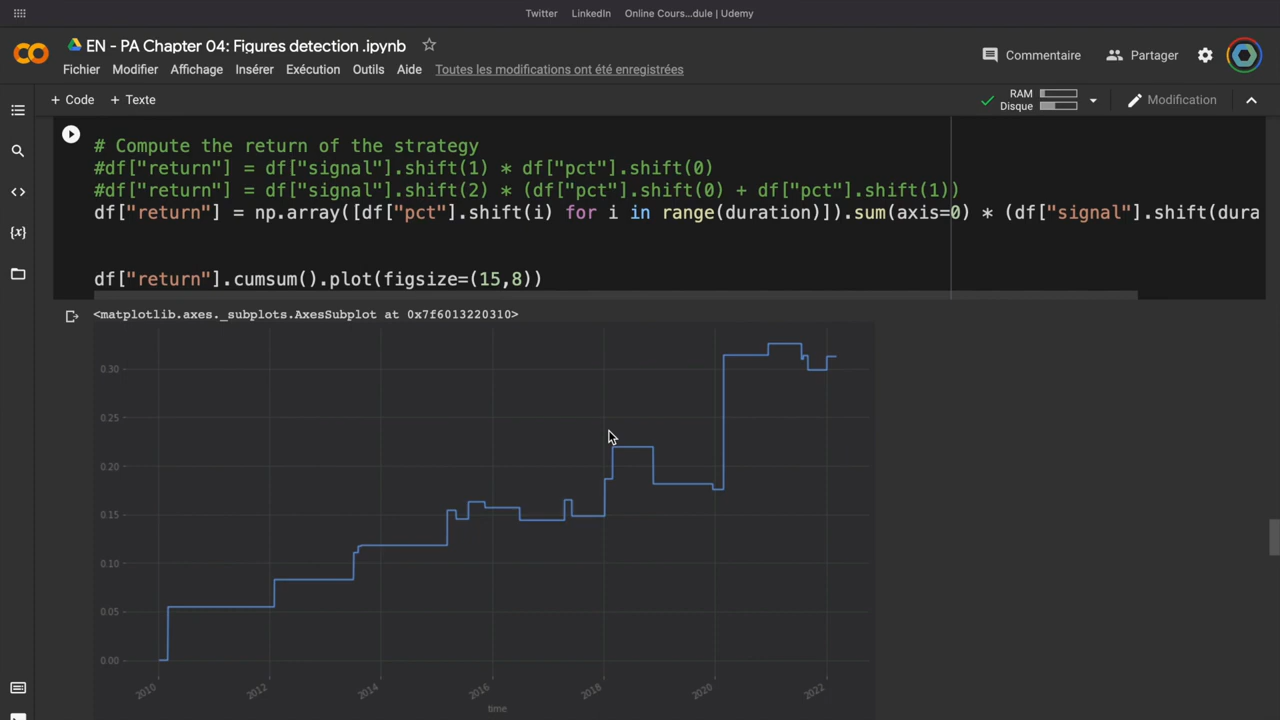 Twitter LinkedIn Online Cours...dule | Udemy
EN - PA Chapter 04: Figures detection .ipynb
Commentaire Partager
Fichier Modifier Affichage Insérer Exécution Outils Aide Toutes les modifications ont été enregistrées
+ Code + Texte
RAM
Disque
Modification
# Compute the return of the strategy
#df["return"] = df["signal"].shift(1) * df["pct"].shift(0)
#df["return"] = df["signal"].shift(2) * (df["pct"].shift(0) + df["pct"].shift(1))
df["return"] = np.array([df["pct"].shift(i) for i in range(duration)]).sum(axis=0) * (df["signal"].shift(dura
df["return"].cumsum().plot(figsize=(15,8))
<matplotlib.axes._subplots.AxesSubplot at 0x7f6013220310>
0.30
0.25
0.20
0.15
0.10
0.05
0.00
2010 2012 2014 2016 2018 2020 2022
time